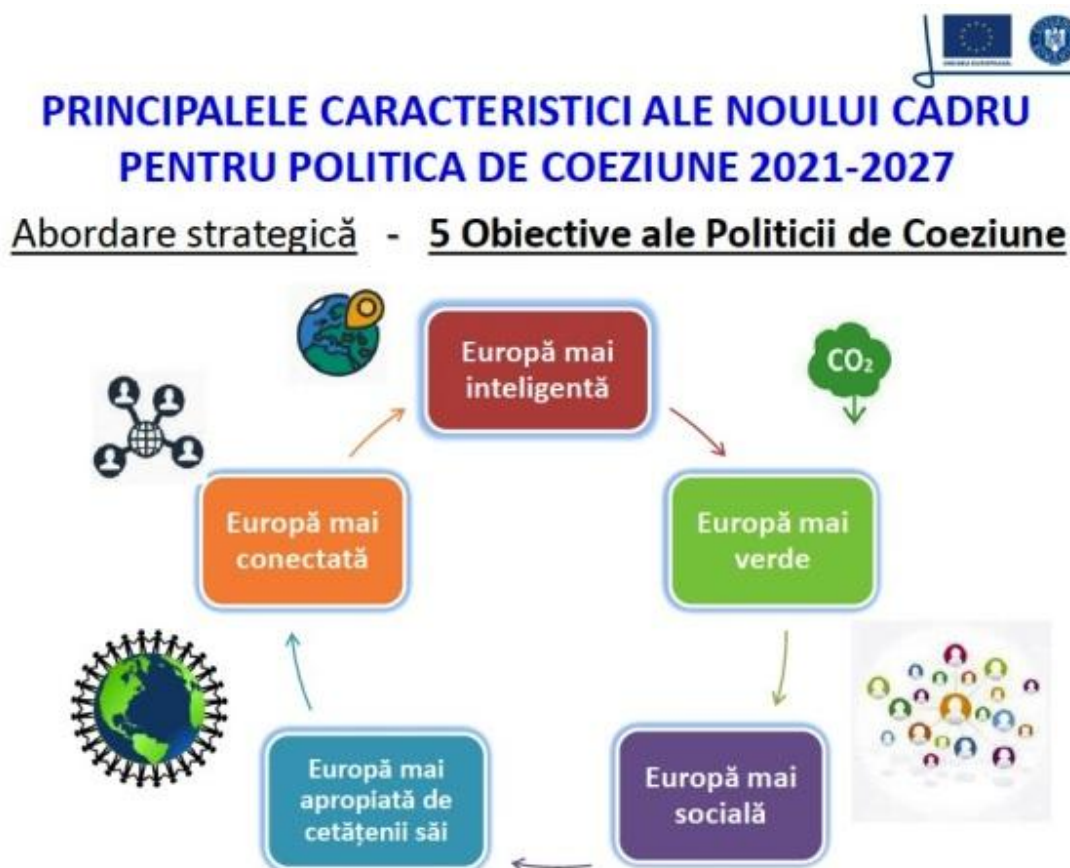 UNIUNEA EUROPEANĂ
PRINCIPALELE CARACTERISTICI ALE NOULUI CADRU
PENTRU POLITICA DE COEZIUNE 2021-2027
Abordare strategică - 5 Obiective ale Politicii de Coeziune
Europă mai
inteligentă
CO₂
Europă mai
conectată
Europă mai
verde
Europă mai
apropiată de
cetățenii săi
Europă mai
socială